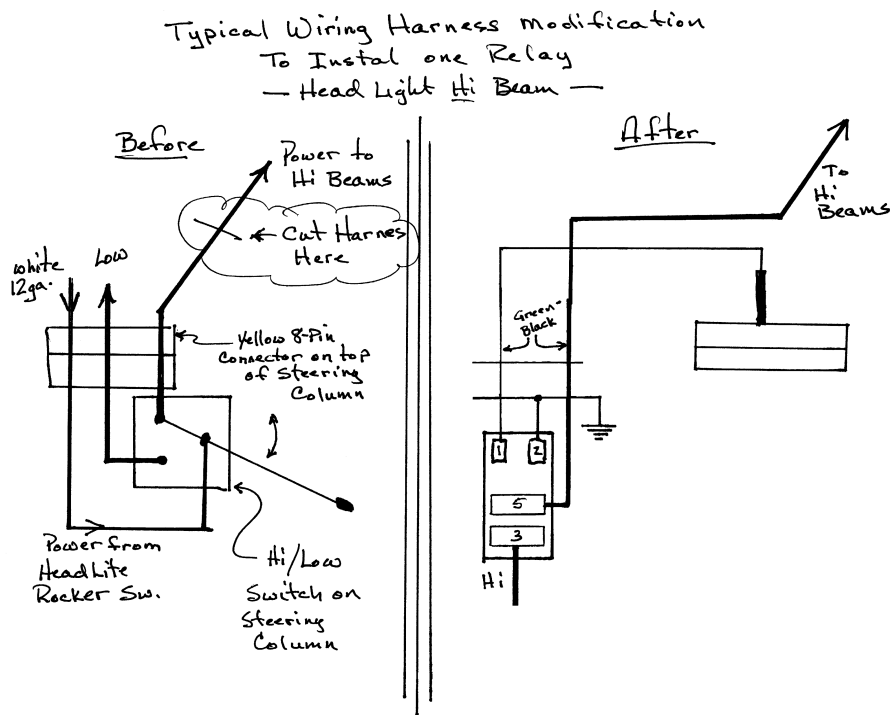 Typical Wiring Harness modification
To Instal one Relay
— Head Light Hi Beam —
Before
Power to
Hi Beams
Cut Harness
Here
White
12ga.
Low
Yellow 8-Pin
Connector on top
of Steering
Column
Power from
HeadLite
Rocker Sw.
Hi/Low
Switch on
Steering
Column
After
To
Hi
Beams
Green-
Black
1
2
5
3
Hi